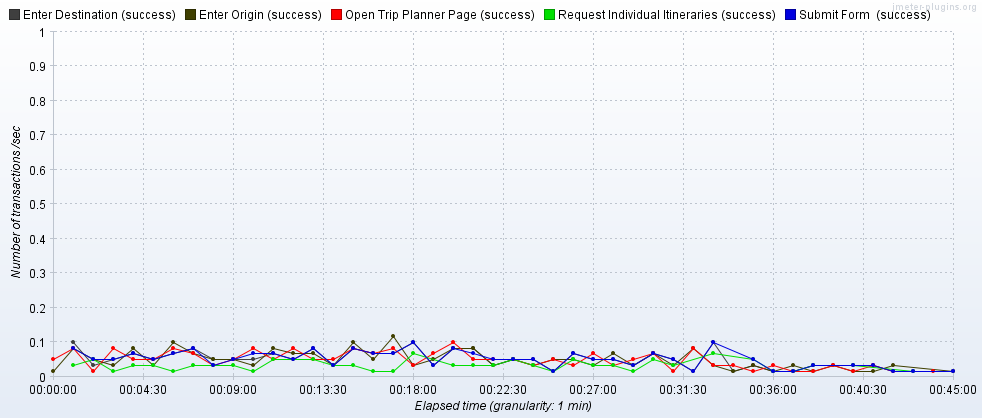 jmeter-plugins.org
Enter Destination (success) Enter Origin (success) Open Trip Planner Page (success) Request Individual Itineraries (success) Submit Form (success)
1
0.9
0.8
0.7
0.6
0.5
0.4
0.3
0.2
0.1
0
Number of transactions /sec
00:00:00 00:04:30 00:09:00 00:13:30 00:18:00 00:22:30 00:27:00 00:31:30 00:36:00 00:40:30 00:45:00
Elapsed time (granularity: 1 min)